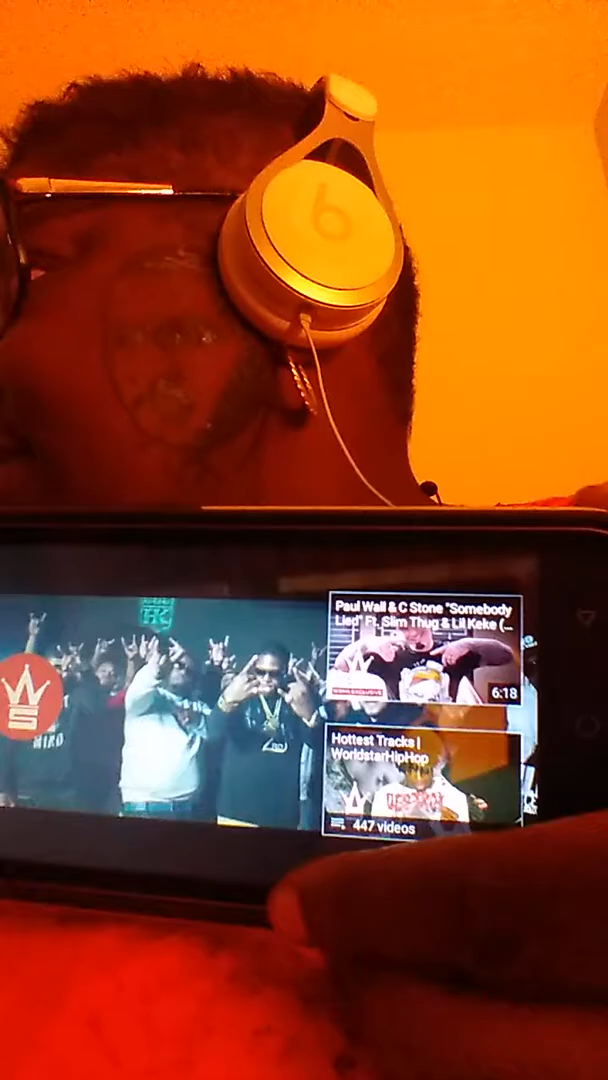 Paul Wall & C Stone "Somebody
Lied" Ft. Slim Thug & Lil Keke (...
6:18
Hottest Tracks |
WorldstarHipHop
447 videos